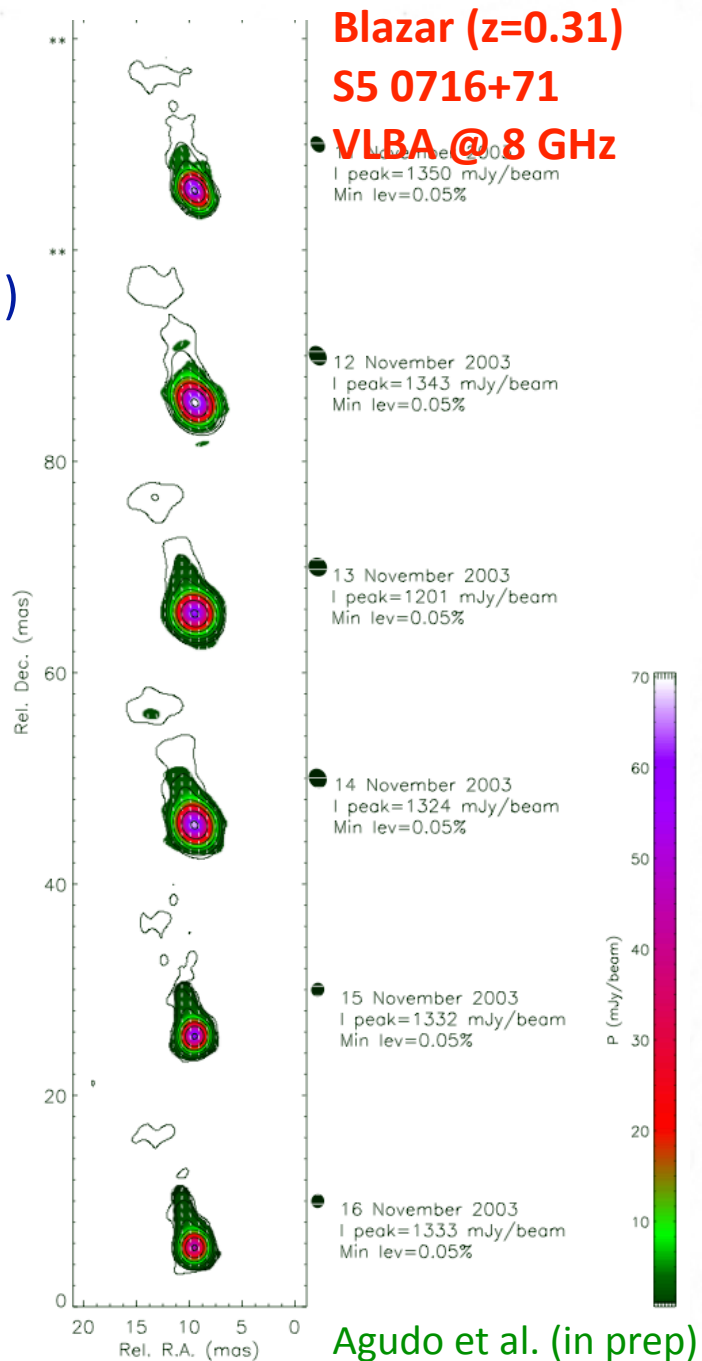 Blazar (z=0.31)
S5 0716+71
VLBA @ 8 GHz
November
I peak=1350 mJy/beam
Min lev=0.05%
)
12 November 2003
I peak=1343 mJy/beam
Min lev=0.05%
13 November 2003
I peak=1201 mJy/beam
Min lev=0.05%
14 November 2003
I peak=1324 mJy/beam
Min lev=0.05%
15 November 2003
I peak=1332 mJy/beam
Min lev=0.05%
16 November 2003
I peak=1333 mJy/beam
Min lev=0.05%
**
**
80
60
40
20
0
Rel. Dec. (mas)
20 15 10 5 0
Rel. R.A. (mas)
70
60
50
40
30
20
10
P (mJy/beam)
Agudo et al. (in prep)